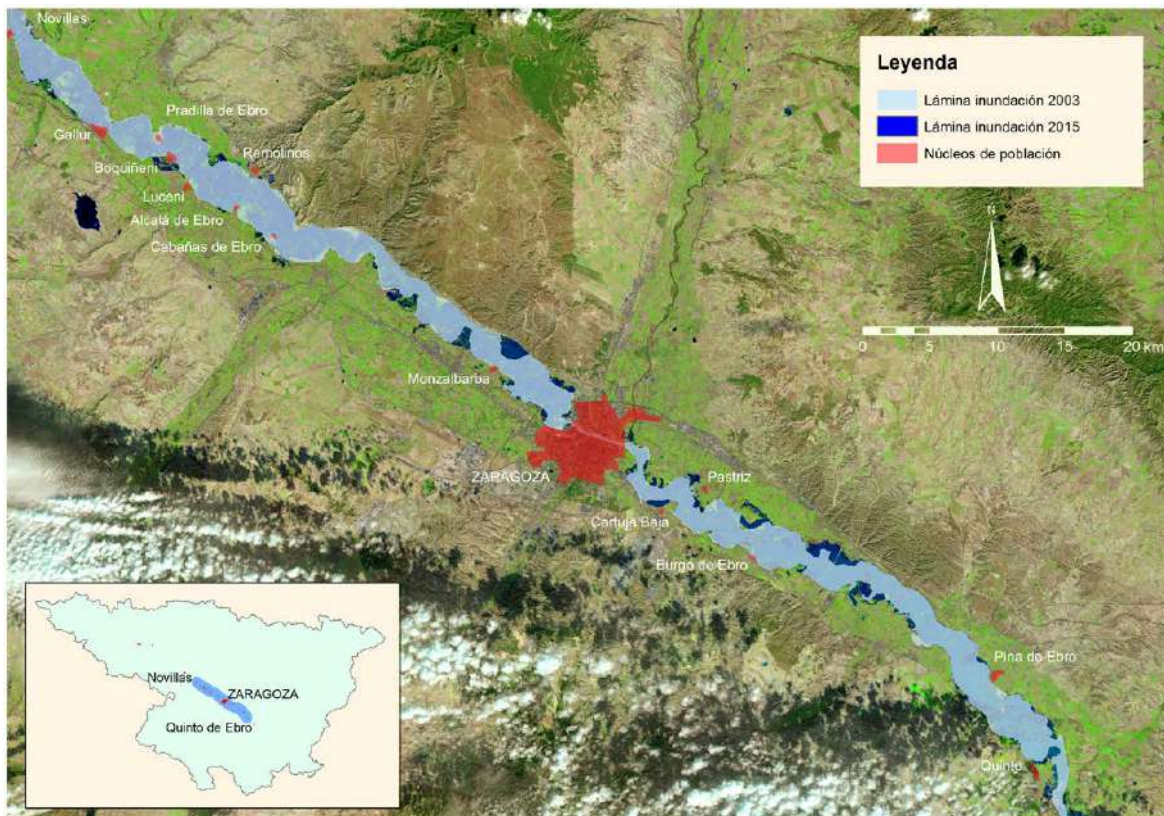 Novillas
Leyenda
Lámina inundación 2003
Lámina inundación 2015
Núcleos de población
Pradilla de Ebro
Gallur
Remolinos
Boquiñeni
Luceni
Alcalá de Ebro
Cabañas de Ebro
N
0 5 10 20 km
Monzalbarba
ZARAGOZA
Pastriz
Cartuja Baja
Burgo de Ebro
Pina de Ebro
Quinto
Novillas
ZARAGOZA
Quinto de Ebro